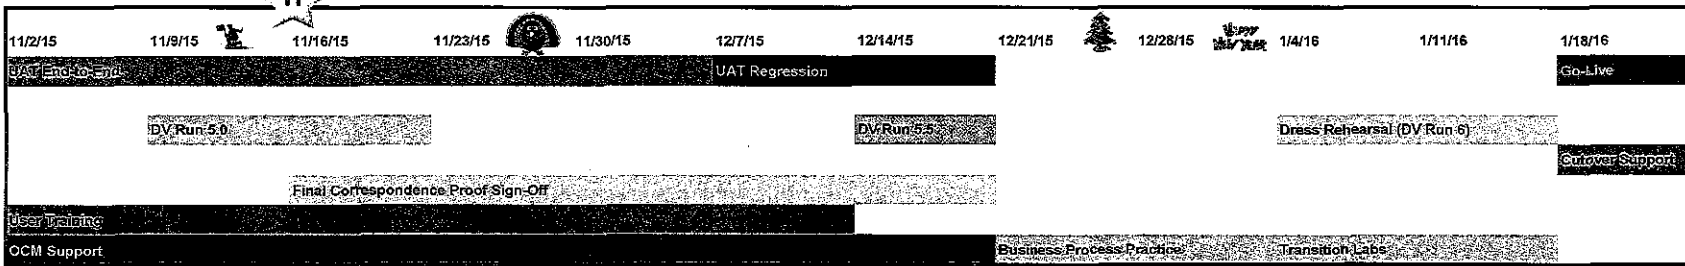 11/2/15 11/9/15 11/16/15 11/23/15 11/30/15 12/7/15 12/14/15 12/21/15 12/28/15 1/4/16 1/11/16 1/18/16
UAT End-to-End UAT Regression Go-Live
DV Run 5.0 DV Run 5.5 Dress Rehearsal (DV Run 6)
Cutover Support
Final Correspondence Proof Sign-Off
User Training
OCM Support Business Process Practice Transition Labs